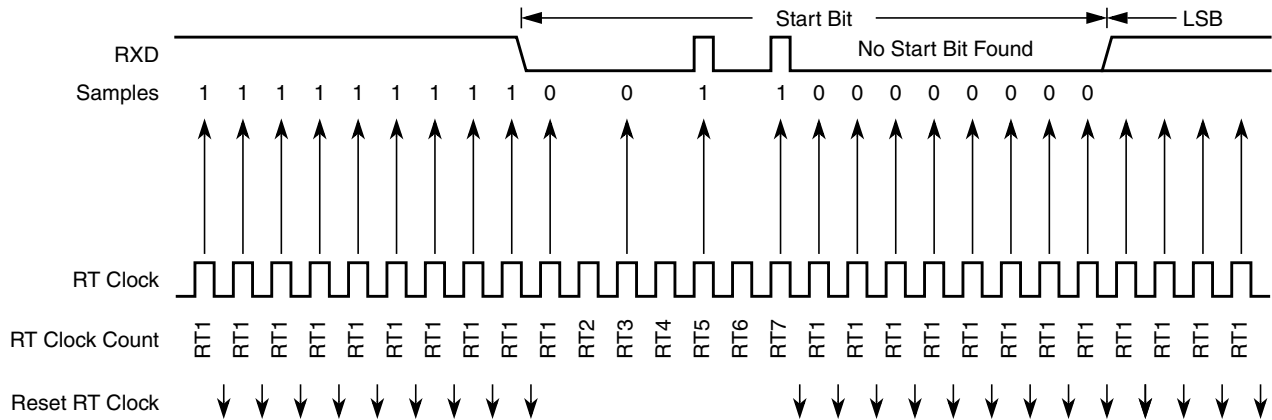 Start Bit
LSB
RXD
No Start Bit Found
Samples 1 1 1 1 1 1 1 1 1 0 0 1 1 0 0 0 0 0 0 0 0
RT Clock
RT Clock Count RT1 RT1 RT1 RT1 RT1 RT1 RT1 RT1 RT1 RT1 RT2 RT3 RT4 RT5 RT6 RT7 RT1 RT1 RT1 RT1 RT1 RT1 RT1 RT1 RT1 RT1 RT1 RT1
Reset RT Clock